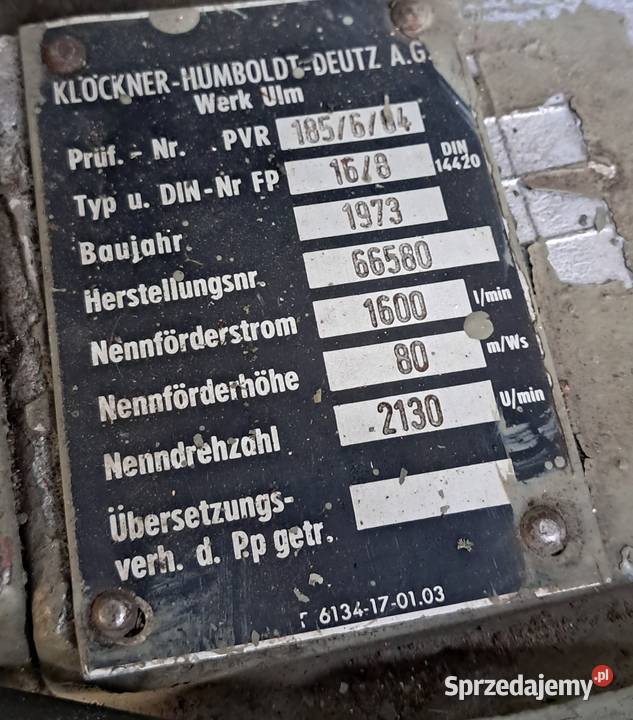 KLÖCKNER-HUMBOLDT-DEUTZ A.G.
Werk Ulm
Prüf. - Nr. PVR 185/6/64
Typ u. DIN-Nr FP 16/8 DIN 14420
Baujahr 1973
Herstellungsnr. 66580
Nennförderstrom 1600 l/min
Nennförderhöhe 80 m/Ws
Nenndrehzahl 2130 U/min
Übersetzungs-
verh. d. Pp getr.
T 6134-17-01.03
Sprzedajemy.pl